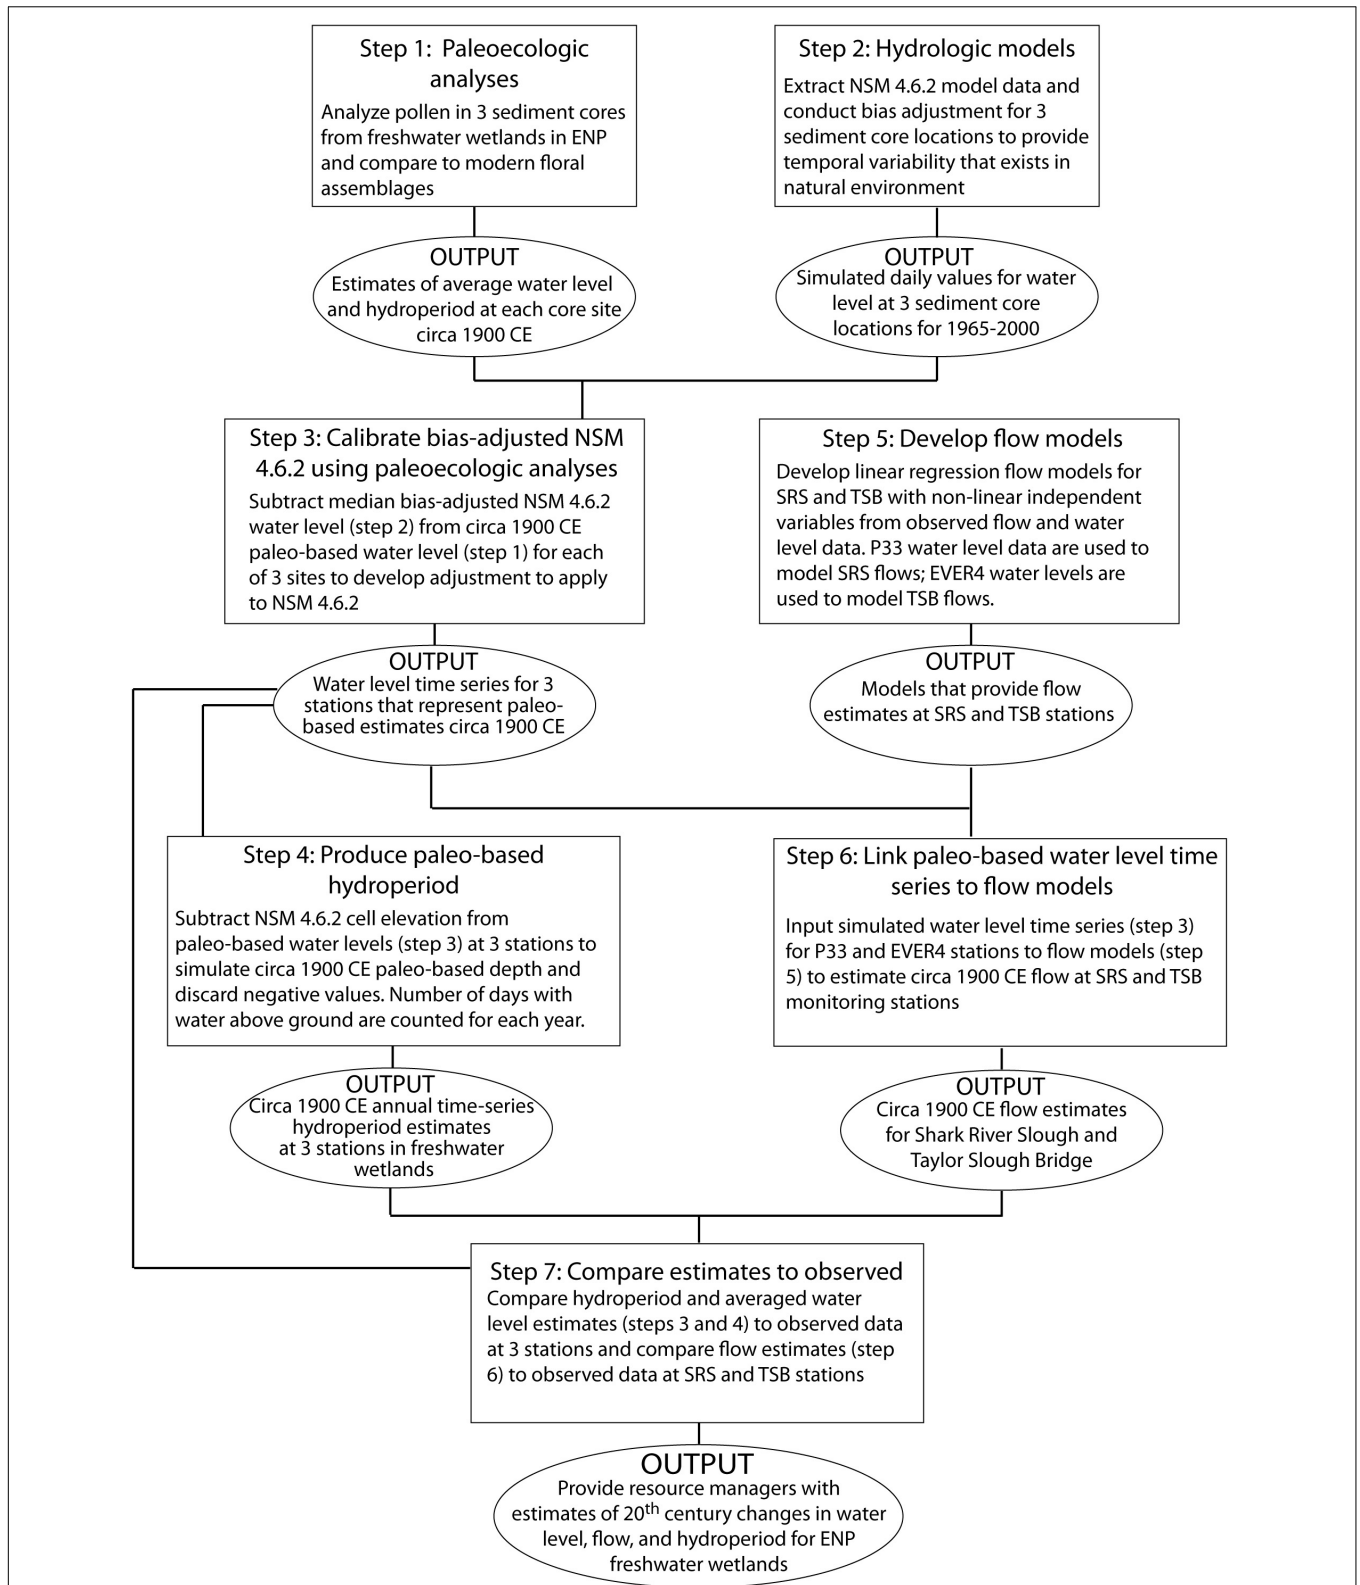 Step 1: Paleoecologic
analyses
Analyze pollen in 3 sediment cores
from freshwater wetlands in ENP
and compare to modern floral
assemblages
Step 2: Hydrologic models
Extract NSM 4.6.2 model data and
conduct bias adjustment for 3
sediment core locations to provide
temporal variability that exists in
natural environment
OUTPUT
Estimates of average water level
and hydroperiod at each core site
circa 1900 CE
OUTPUT
Simulated daily values for water
level at 3 sediment core
locations for 1965-2000
Step 3: Calibrate bias-adjusted NSM
4.6.2 using paleoecologic analyses
Subtract median bias-adjusted NSM 4.6.2
water level (step 2) from circa 1900 CE
paleo-based water level (step 1) for each
of 3 sites to develop adjustment to apply
to NSM 4.6.2
Step 5: Develop flow models
Develop linear regression flow models for
SRS and TSB with non-linear independent
variables from observed flow and water
level data. P33 water level data are used to
model SRS flows; EVER4 water levels are
used to model TSB flows.
OUTPUT
Water level time series for 3
stations that represent paleo-
based estimates circa 1900 CE
OUTPUT
Models that provide flow
estimates at SRS and TSB stations
Step 4: Produce paleo-based
hydroperiod
Subtract NSM 4.6.2 cell elevation from
paleo-based water levels (step 3) at 3 stations to
simulate circa 1900 CE paleo-based depth and
discard negative values. Number of days with
water above ground are counted for each year.
Step 6: Link paleo-based water level time
series to flow models
Input simulated water level time series (step 3)
for P33 and EVER4 stations to flow models (step
5) to estimate circa 1900 CE flow at SRS and TSB
monitoring stations
OUTPUT
Circa 1900 CE annual time-series
hydroperiod estimates
at 3 stations in freshwater
wetlands
OUTPUT
Circa 1900 CE flow estimates
for Shark River Slough and
Taylor Slough Bridge
Step 7: Compare estimates to observed
Compare hydroperiod and averaged water
level estimates (steps 3 and 4) to observed data
at 3 stations and compare flow estimates (step
6) to observed data at SRS and TSB stations
OUTPUT
Provide resource managers with
estimates of 20th century changes in water
level, flow, and hydroperiod for ENP
freshwater wetlands